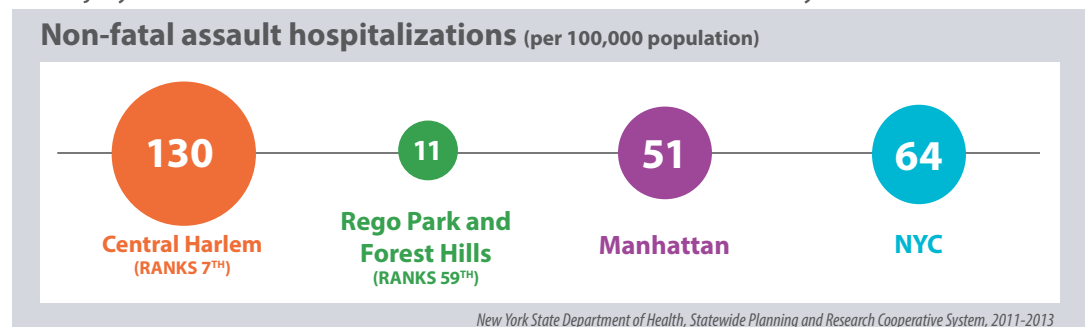 Non-fatal assault hospitalizations (per 100,000 population)
130
11
51
64
Central Harlem
(RANKS 7TH)
Rego Park and
Forest Hills
(RANKS 59TH)
Manhattan
NYC
New York State Department of Health, Statewide Planning and Research Cooperative System, 2011-2013